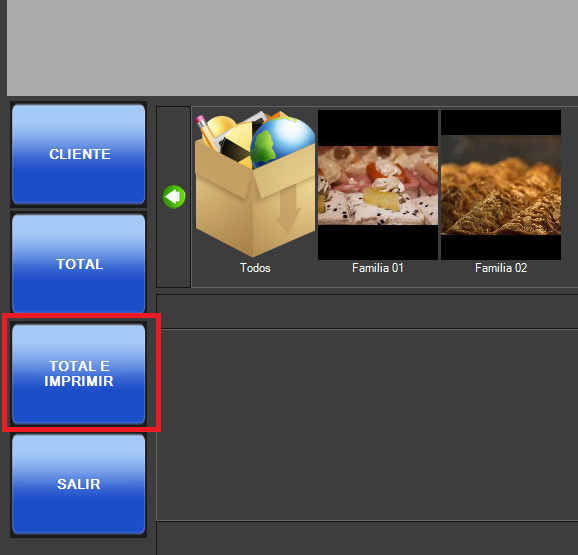 CLIENTE
TOTAL
TOTAL E
IMPRIMIR
SALIR
Todos
Familia 01
Familia 02